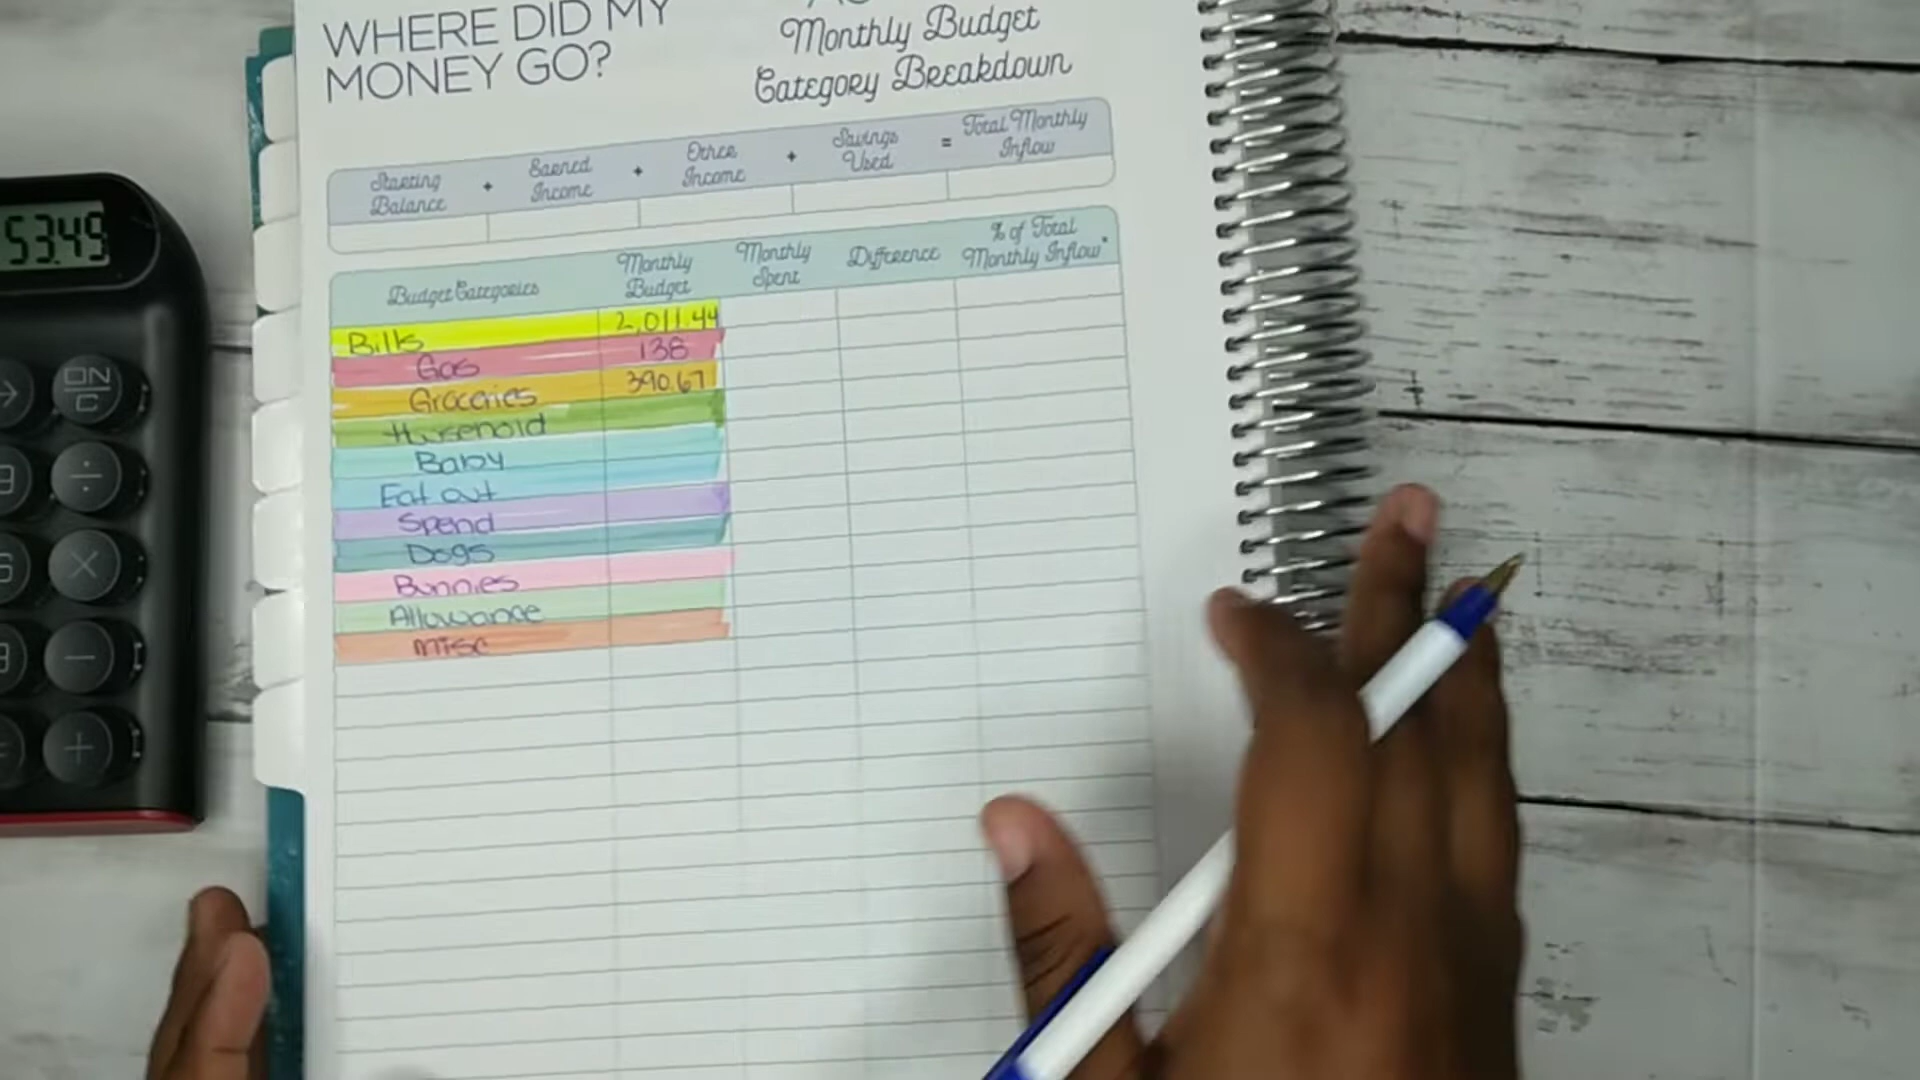 WHERE DID MY
MONEY GO?
Monthly Budget
Category Breakdown
Starting Balance + Earned Income + Other Income + Savings Used = Total Monthly Inflow
Budget Categories Monthly Budget Monthly Spent Difference % of Total Monthly Inflow*
Bills 2,011.44
Gas 138
Groceries 390.67
Household
Baby
Eat out
Spend
Dogs
Bunnies
Allowance
Misc
53.49
ON
C
÷
×
−
+